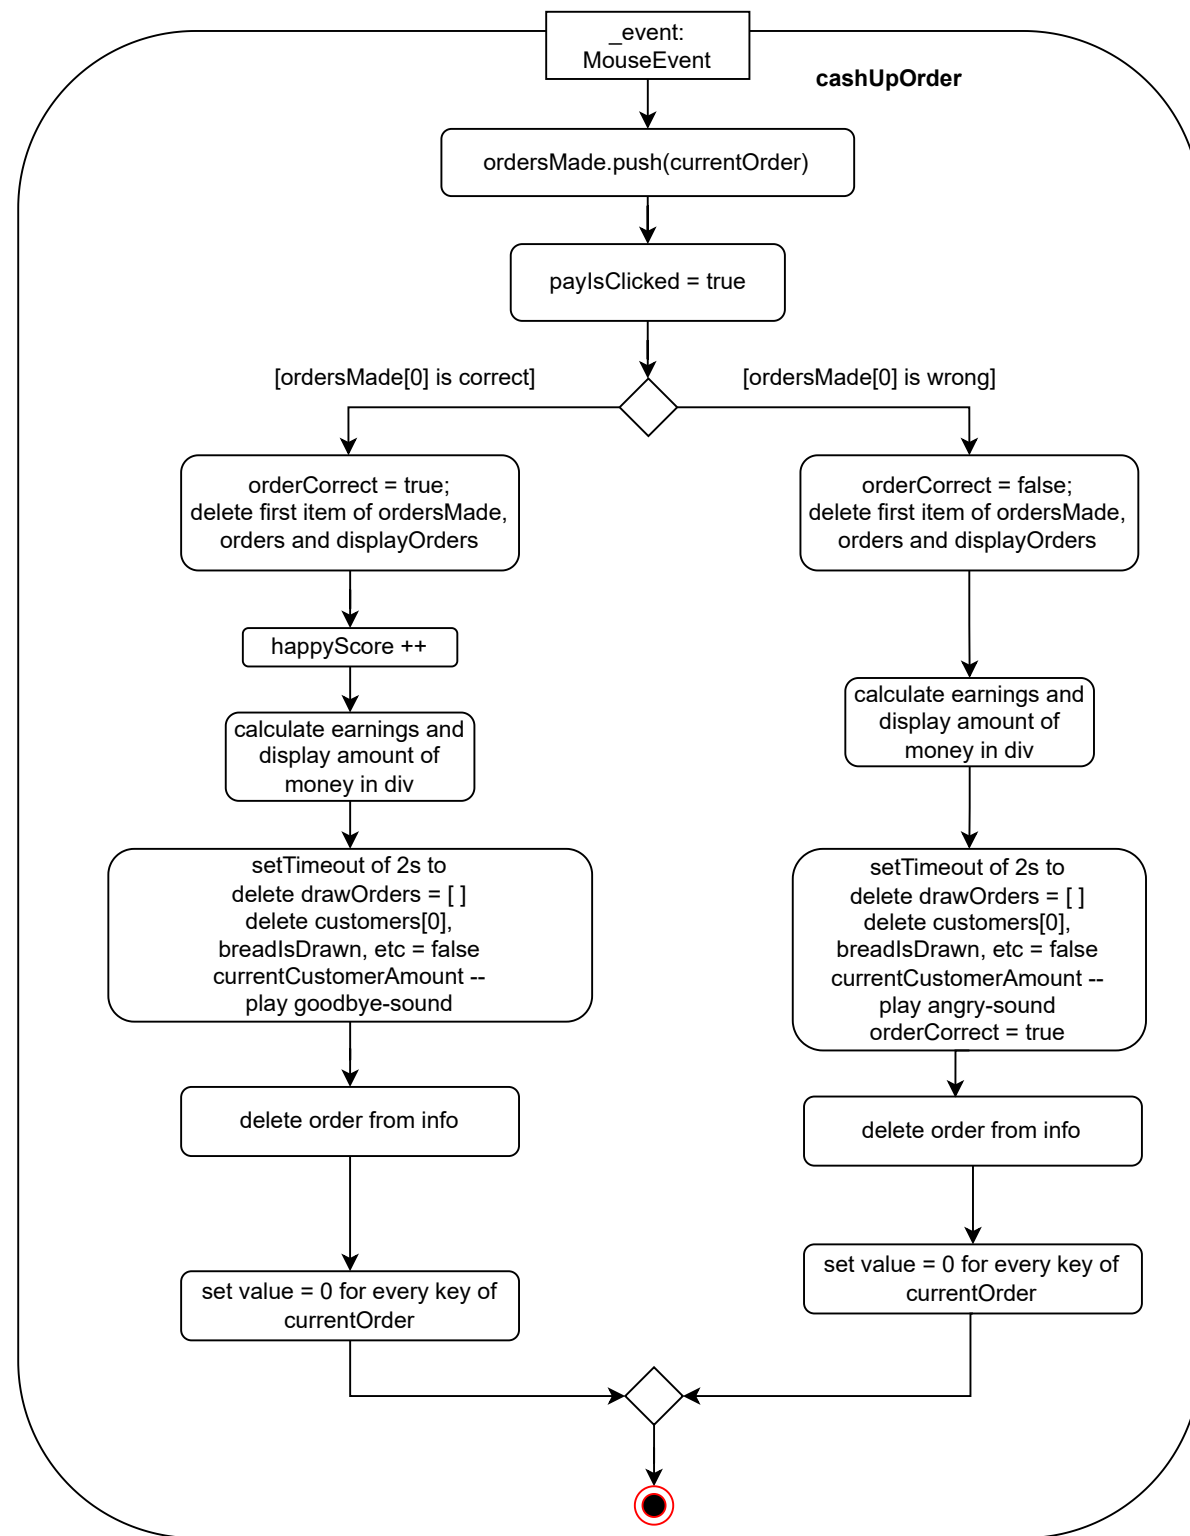 _event:
MouseEvent
cashUpOrder
ordersMade.push(currentOrder)
payIsClicked = true
[ordersMade[0] is correct]
[ordersMade[0] is wrong]
orderCorrect = true;
delete first item of ordersMade,
orders and displayOrders
happyScore ++
calculate earnings and
display amount of
money in div
setTimeout of 2s to
delete drawOrders = [ ]
delete customers[0],
breadIsDrawn, etc = false
currentCustomerAmount --
play goodbye-sound
delete order from info
set value = 0 for every key of
currentOrder
orderCorrect = false;
delete first item of ordersMade,
orders and displayOrders
calculate earnings and
display amount of
money in div
setTimeout of 2s to
delete drawOrders = [ ]
delete customers[0],
breadIsDrawn, etc = false
currentCustomerAmount --
play angry-sound
orderCorrect = true
delete order from info
set value = 0 for every key of
currentOrder